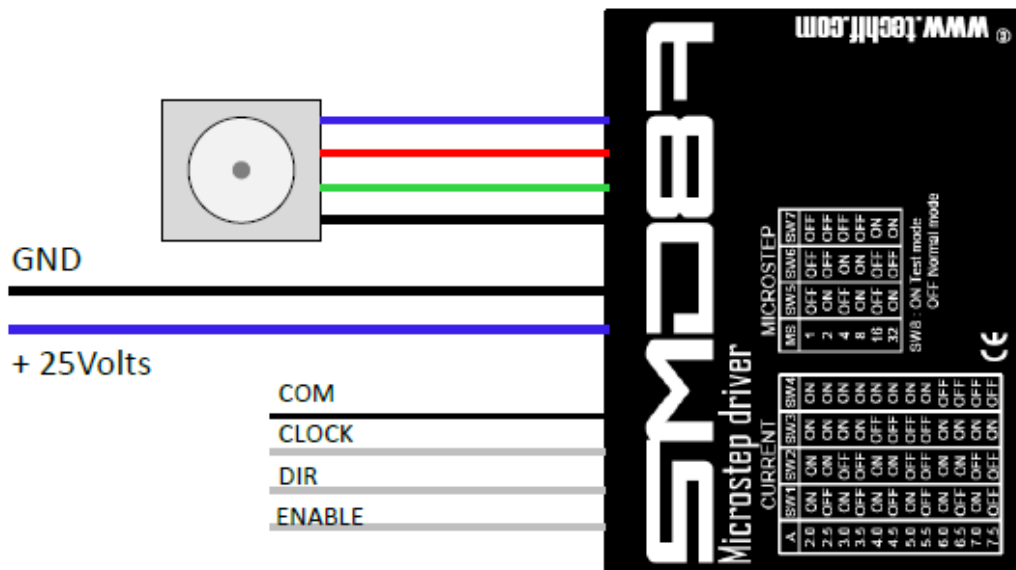 GND
+ 25Volts
COM
CLOCK
DIR
ENABLE
www.techff.com ®
SMD87
Microstep driver
MICROSTEP
MS SW5 SW6 SW7
1 OFF OFF OFF
2 ON OFF OFF
4 OFF ON OFF
8 ON ON OFF
16 OFF OFF ON
32 ON OFF ON
SW8 : ON Test mode
OFF Normal mode
CE
CURRENT
A SW1 SW2 SW3 SW4
2.0 ON ON ON ON
2.5 OFF ON ON ON
3.0 ON OFF ON ON
3.5 OFF OFF ON ON
4.0 ON ON OFF ON
4.5 OFF ON OFF ON
5.0 ON OFF OFF ON
5.5 OFF OFF OFF ON
6.0 ON ON ON OFF
6.5 OFF ON ON OFF
7.0 ON OFF ON OFF
7.5 OFF OFF ON OFF